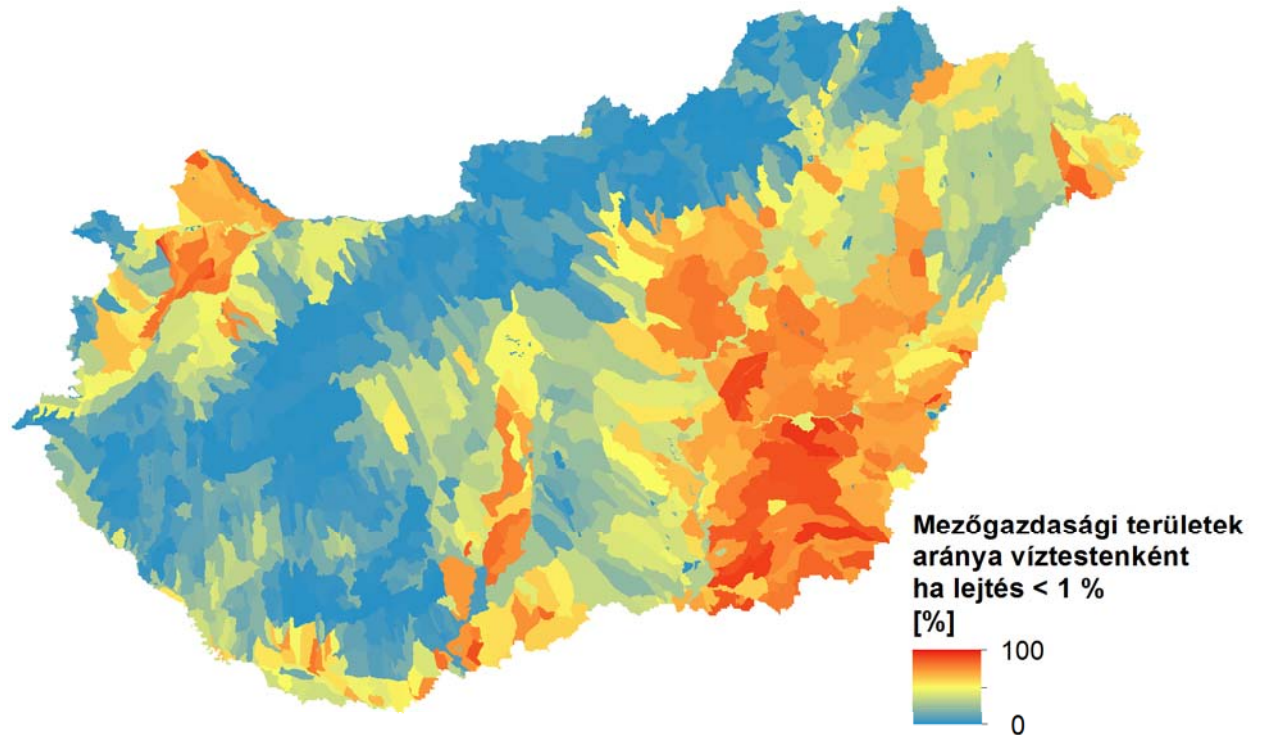 Mezőgazdasági területek
aránya víztestenként
ha lejtés < 1 %
[%]
100
0